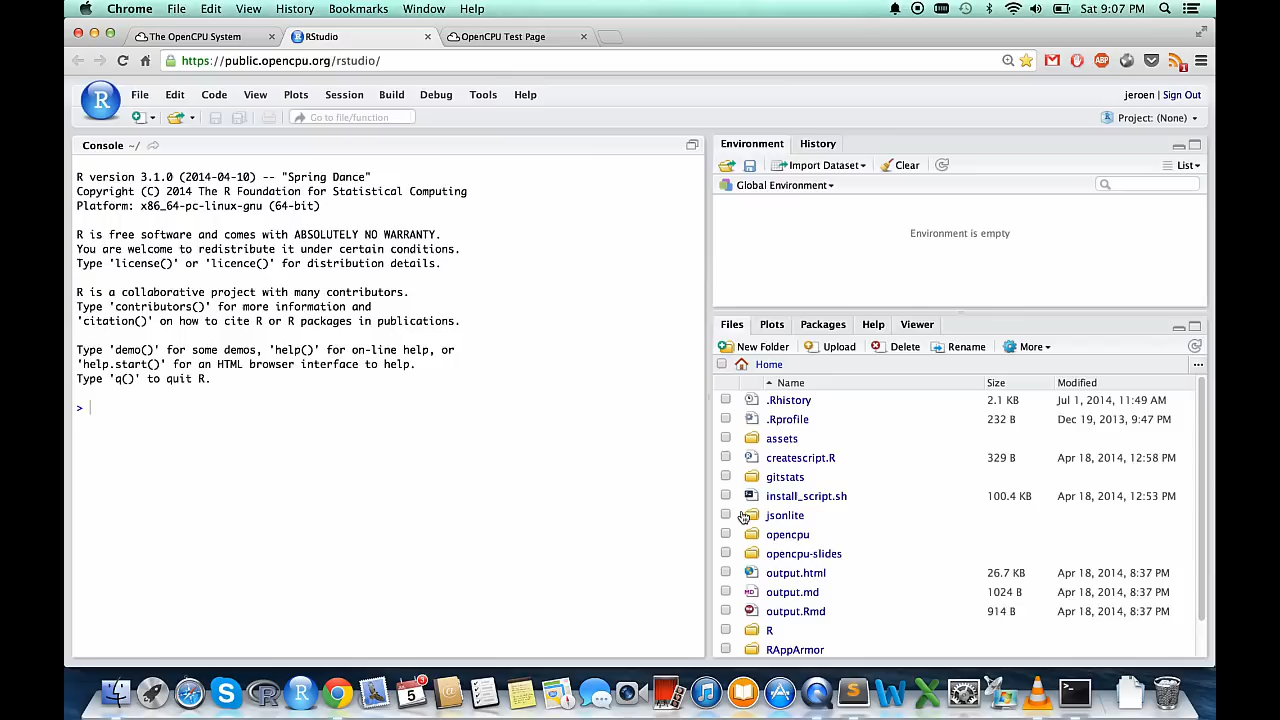 Chrome File Edit View History Bookmarks Window Help Sat 9:07 PM
The OpenCPU System RStudio OpenCPU Test Page
https://public.opencpu.org/rstudio/
File Edit Code View Plots Session Build Debug Tools Help jeroen | Sign Out
Go to file/function Project: (None)
Console ~/
R version 3.1.0 (2014-04-10) -- "Spring Dance"
Copyright (C) 2014 The R Foundation for Statistical Computing
Platform: x86_64-pc-linux-gnu (64-bit)
R is free software and comes with ABSOLUTELY NO WARRANTY.
You are welcome to redistribute it under certain conditions.
Type 'license()' or 'licence()' for distribution details.
R is a collaborative project with many contributors.
Type 'contributors()' for more information and
'citation()' on how to cite R or R packages in publications.
Type 'demo()' for some demos, 'help()' for on-line help, or
'help.start()' for an HTML browser interface to help.
Type 'q()' to quit R.
>
Environment History
Import Dataset Clear List
Global Environment
Environment is empty
Files Plots Packages Help Viewer
New Folder Upload Delete Rename More
Home ...
Name Size Modified
.Rhistory 2.1 KB Jul 1, 2014, 11:49 AM
.Rprofile 232 B Dec 19, 2013, 9:47 PM
assets
createscript.R 329 B Apr 18, 2014, 12:58 PM
gitstats
install_script.sh 100.4 KB Apr 18, 2014, 12:53 PM
jsonlite
opencpu
opencpu-slides
output.html 26.7 KB Apr 18, 2014, 8:37 PM
output.md 1024 B Apr 18, 2014, 8:37 PM
output.Rmd 914 B Apr 18, 2014, 8:37 PM
R
RAppArmor